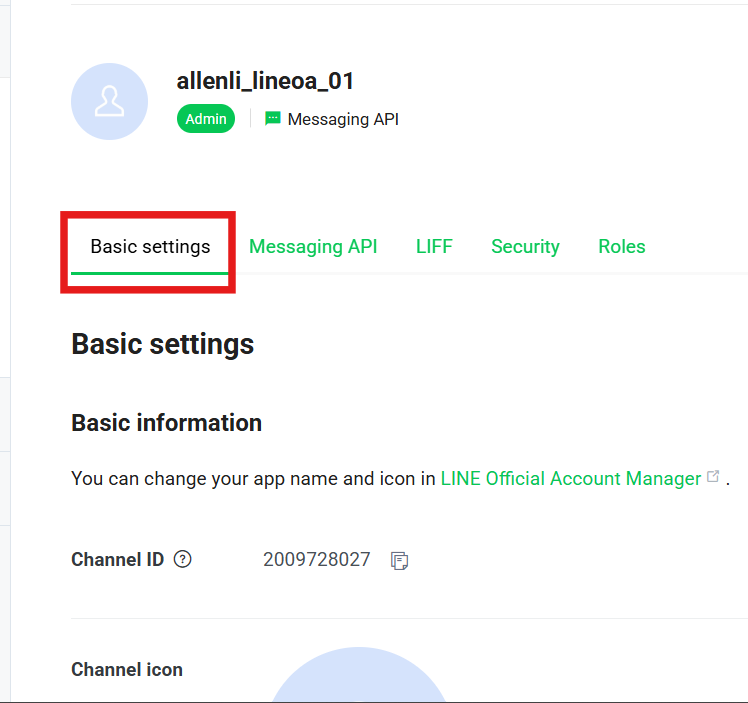 allenli_lineoa_01
Admin
Messaging API
Basic settings Messaging API LIFF Security Roles
Basic settings
Basic information
You can change your app name and icon in LINE Official Account Manager .
Channel ID ? 2009728027
Channel icon